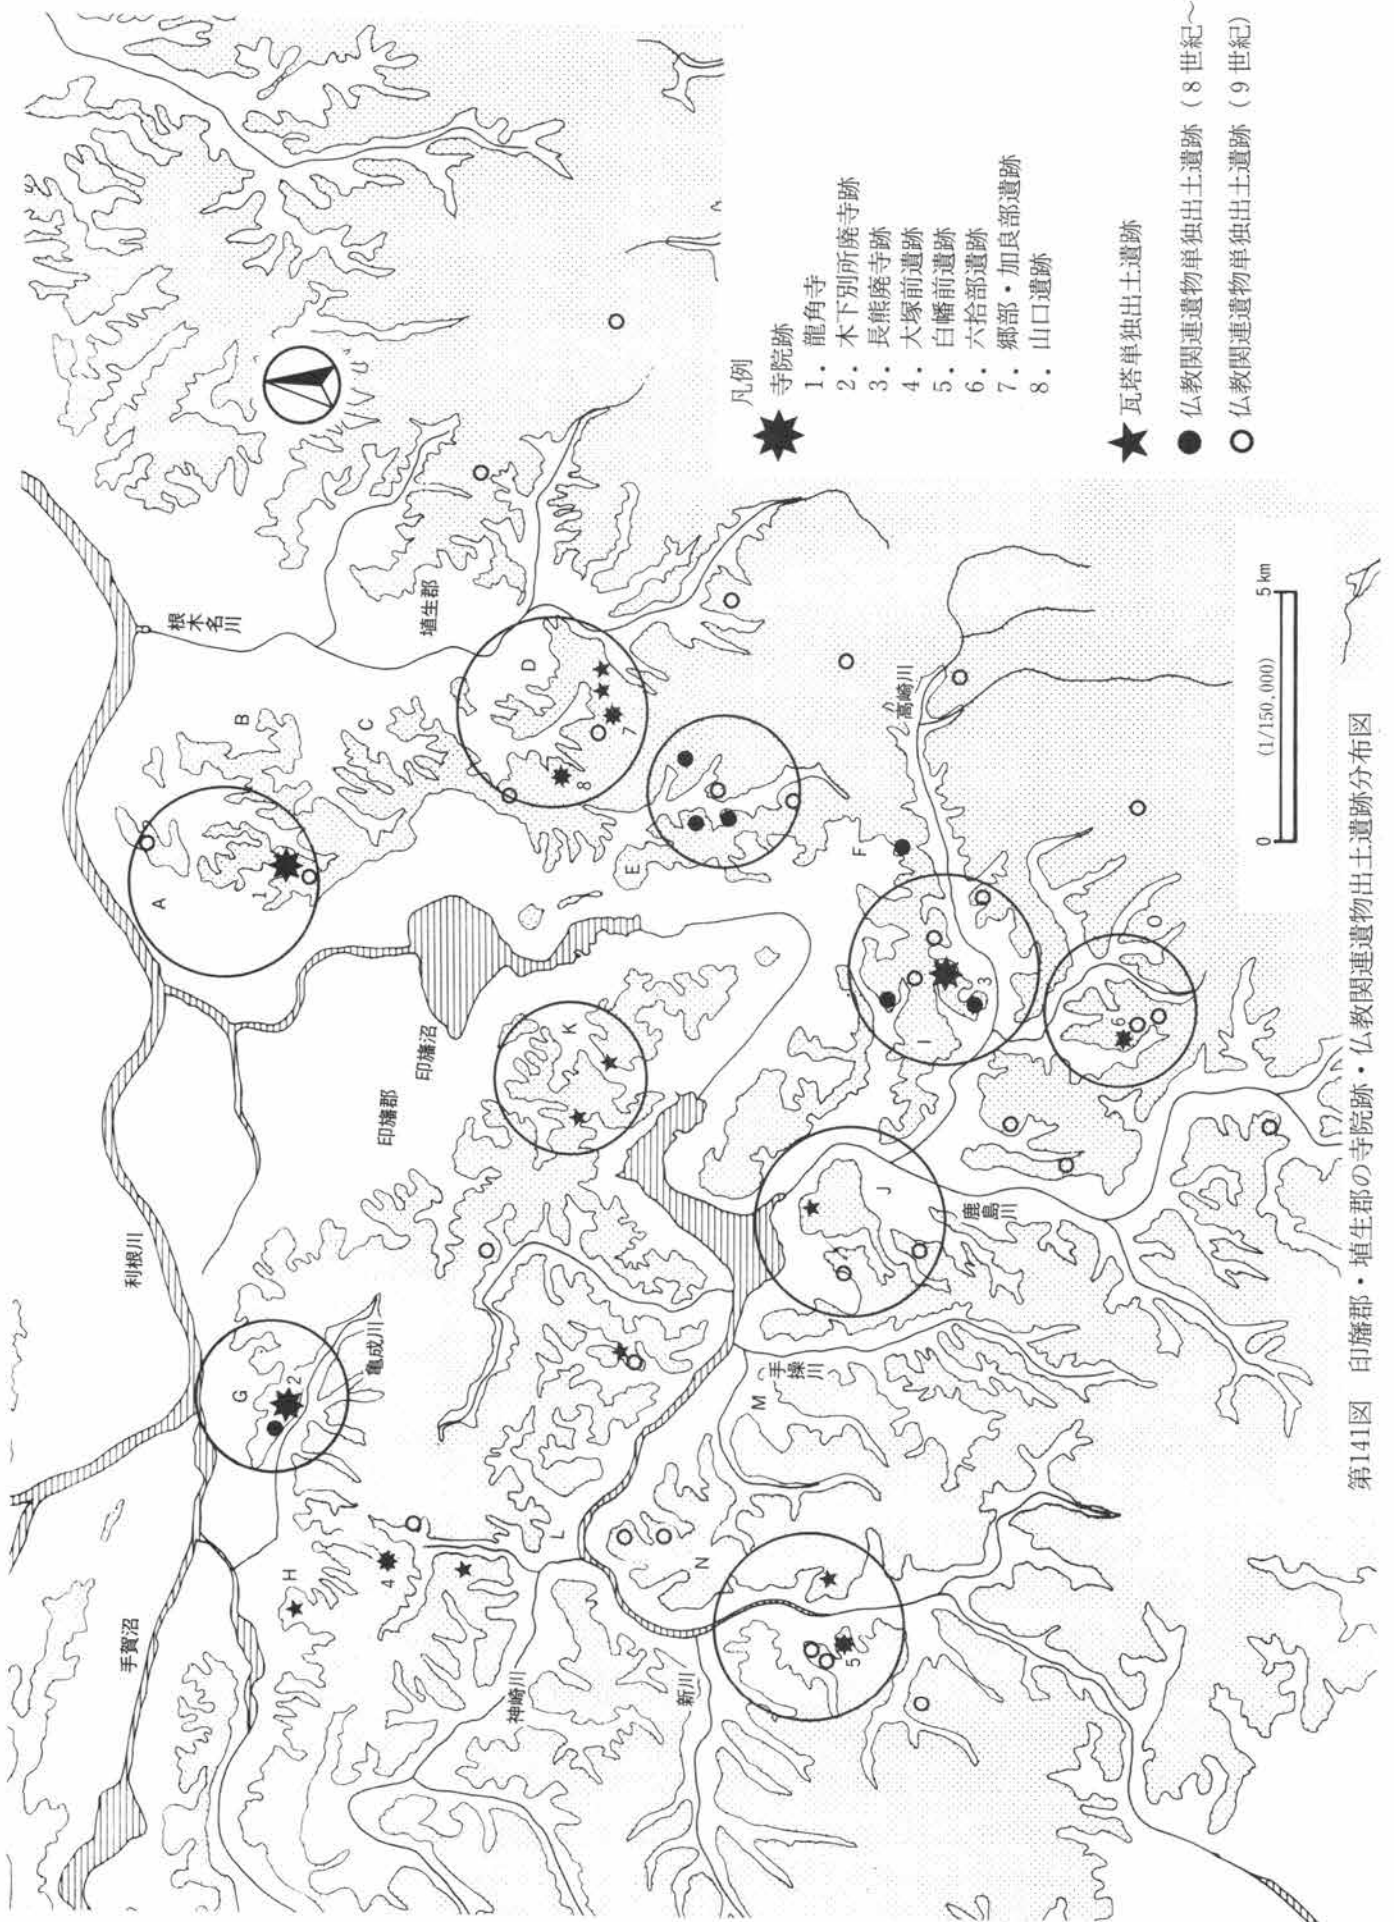 手賀沼
利根川
根木名川
埴生郡
印旛沼
印旛郡
亀成川
神崎川
新川
手操川
鹿島川
高崎川
A
B
C
D
E
F
G
H
I
J
K
L
M
N
O
1
2
3
4
5
6
7
8
凡例
寺院跡
1. 龍角寺
2. 木下別所廃寺跡
3. 長熊廃寺跡
4. 大塚前遺跡
5. 白幡前遺跡
6. 六拾部遺跡
7. 郷部・加良部遺跡
8. 山口遺跡
瓦塔単独出土遺跡
仏教関連遺物単独出土遺跡（8世紀～
仏教関連遺物単独出土遺跡（9世紀）
0 (1/150,000) 5km
第141図 印旛郡・埴生郡の寺院跡・仏教関連遺物出土遺跡分布図